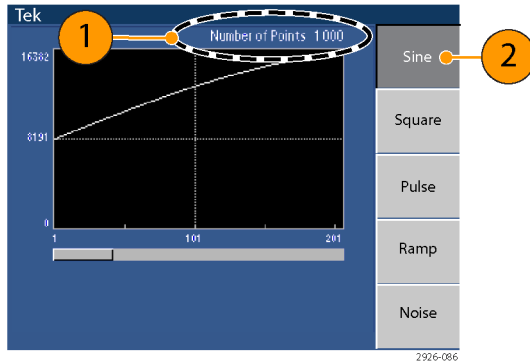 Tek
1
Number of Points 1000
2
Sine
16382
8191
0
1
101
201
Square
Pulse
Ramp
Noise
2926-086